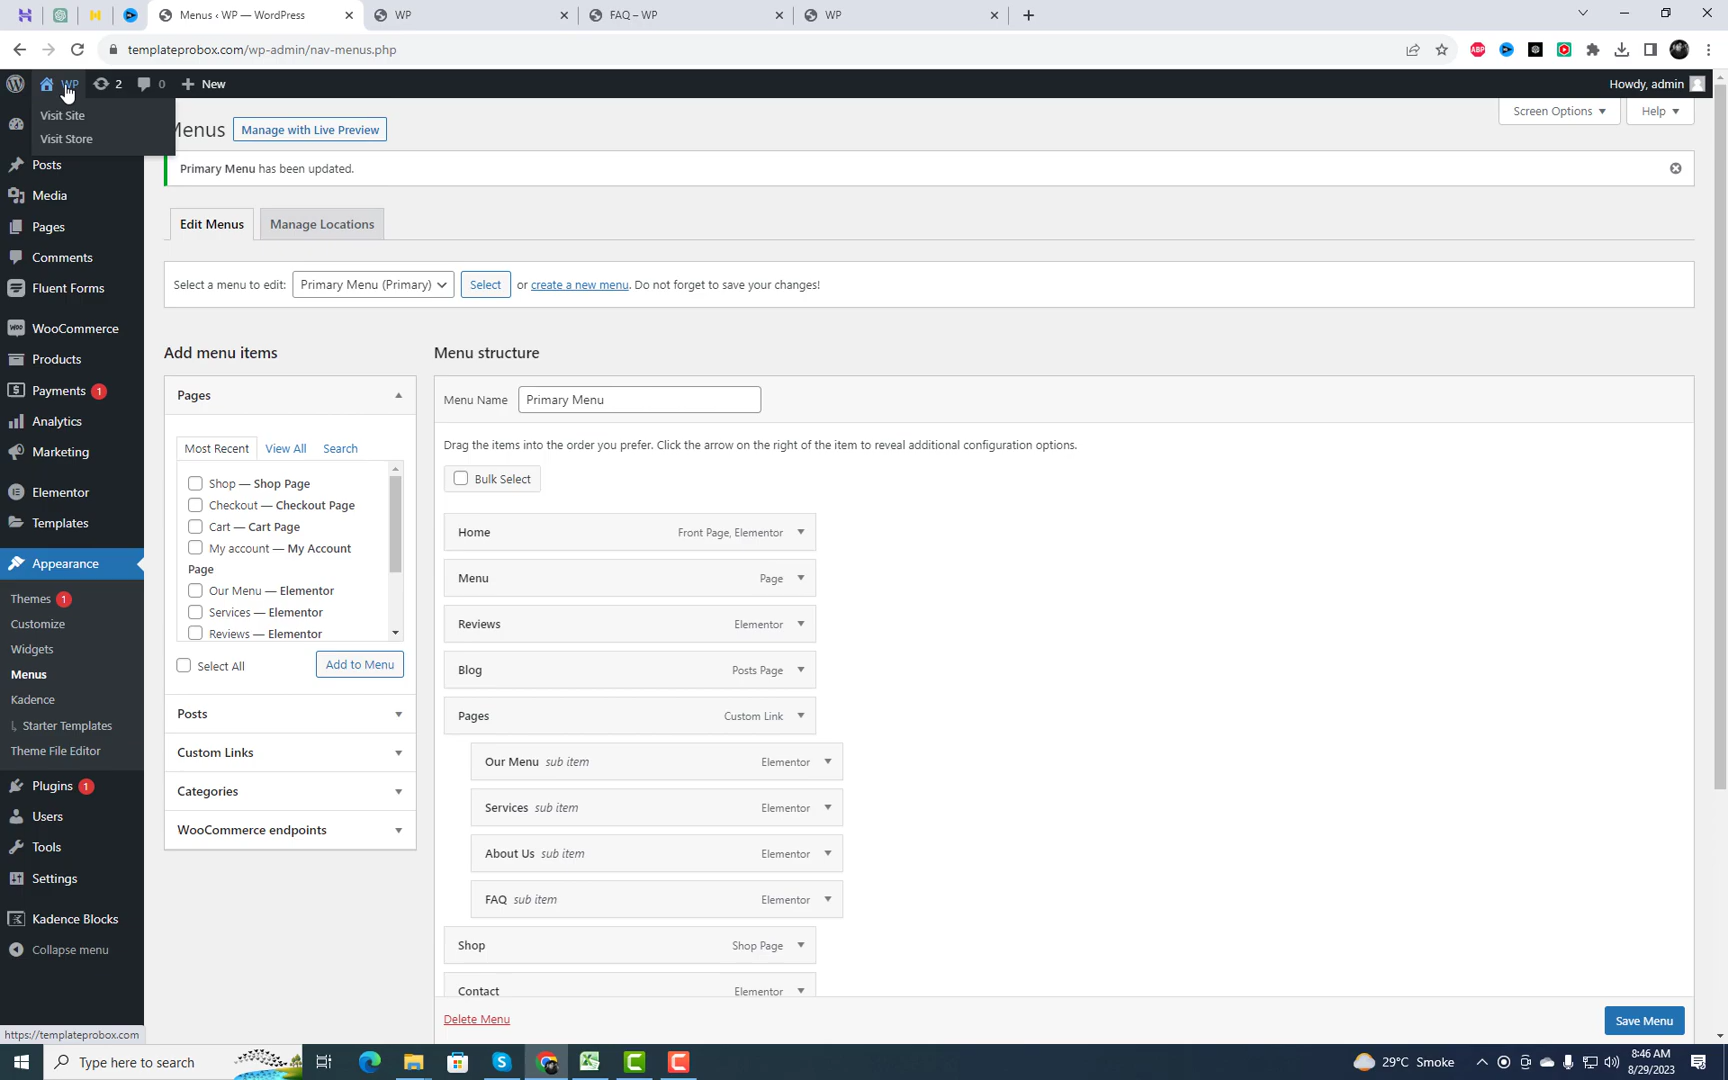 Menus ‹ WP — WordPress
WP
FAQ – WP
WP
templateprobox.com/wp-admin/nav-menus.php
WP
2
0
New
Howdy, admin
Visit Site
Visit Store
Menus
Manage with Live Preview
Screen Options
Help
Primary Menu has been updated.
Posts
Media
Pages
Comments
Fluent Forms
WooCommerce
Products
Payments 1
Analytics
Marketing
Elementor
Templates
Appearance
Themes 1
Customize
Widgets
Menus
Kadence
Starter Templates
Theme File Editor
Plugins 1
Users
Tools
Settings
Kadence Blocks
Collapse menu
Edit Menus
Manage Locations
Select a menu to edit: Primary Menu (Primary) Select or create a new menu. Do not forget to save your changes!
Add menu items
Pages
Most Recent
View All
Search
Shop — Shop Page
Checkout — Checkout Page
Cart — Cart Page
My account — My Account
Page
Our Menu — Elementor
Services — Elementor
Reviews — Elementor
Select All
Add to Menu
Posts
Custom Links
Categories
WooCommerce endpoints
Menu structure
Menu Name Primary Menu
Drag the items into the order you prefer. Click the arrow on the right of the item to reveal additional configuration options.
Bulk Select
Home Front Page, Elementor
Menu Page
Reviews Elementor
Blog Posts Page
Pages Custom Link
Our Menu sub item Elementor
Services sub item Elementor
About Us sub item Elementor
FAQ sub item Elementor
Shop Shop Page
Contact Elementor
Delete Menu
Save Menu
https://templateprobox.com
Type here to search
29°C Smoke
8:46 AM
8/29/2023